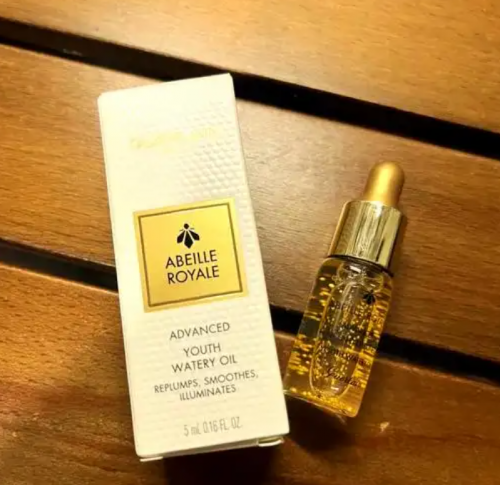 ABEILLE
ROYALE
ADVANCED
YOUTH
WATERY OIL
REPLUMPS, SMOOTHES,
ILLUMINATES
5 mL 0.16 FL. OZ.